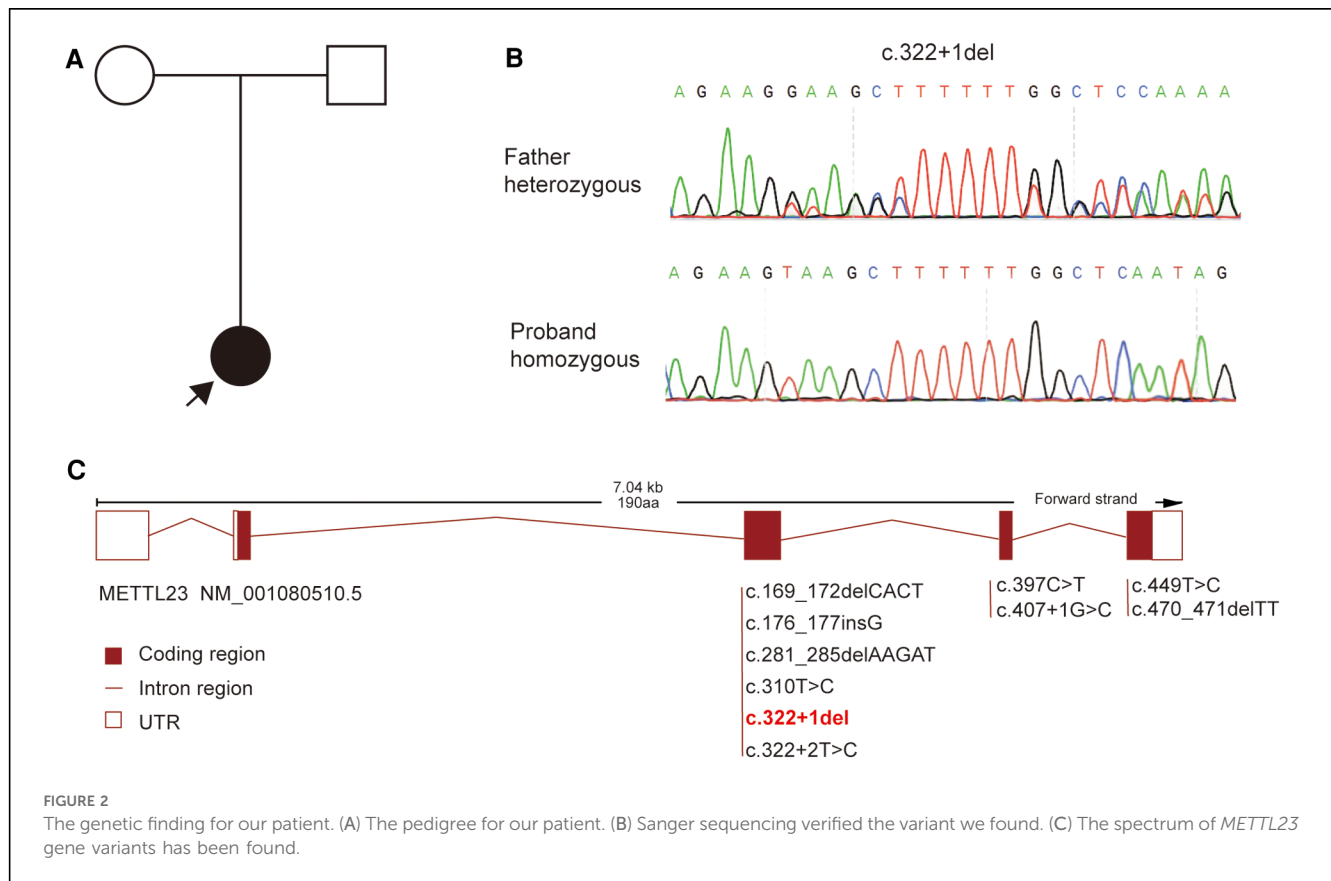 A
B
c.322+1del
A G A A G G A A G C T T T T T T G G C T C C A A A A
Father
heterozygous
A G A A G T A A G C T T T T T T G G C T C A A T A G
Proband
homozygous
C
7.04 kb
190aa
Forward strand
METTL23 NM_001080510.5
Coding region
Intron region
UTR
c.169_172delCACT
c.176_177insG
c.281_285delAAGAT
c.310T>C
c.322+1del
c.322+2T>C
c.397C>T
c.407+1G>C
c.449T>C
c.470_471delTT
FIGURE 2
The genetic finding for our patient. (A) The pedigree for our patient. (B) Sanger sequencing verified the variant we found. (C) The spectrum of METTL23
gene variants has been found.